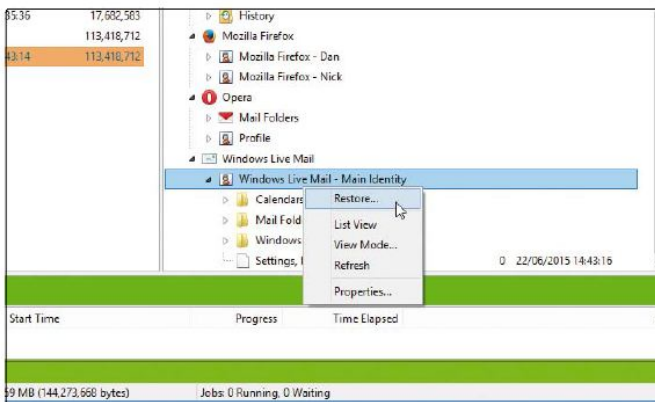 35:36 17,682,583 History
113,418,712 Mozilla Firefox
43:14 113,418,712 Mozilla Firefox - Dan
Mozilla Firefox - Nick
Opera
Mail Folders
Profile
Windows Live Mail
Windows Live Mail - Main Identity
Calendars Restore...
Mail Fold List View
Windows View Mode...
Settings, Refresh 0 22/06/2015 14:43:16
Properties...
Start Time Progress Time Elapsed
59 MB (144,273,668 bytes) Jobs: 0 Running, 0 Waiting